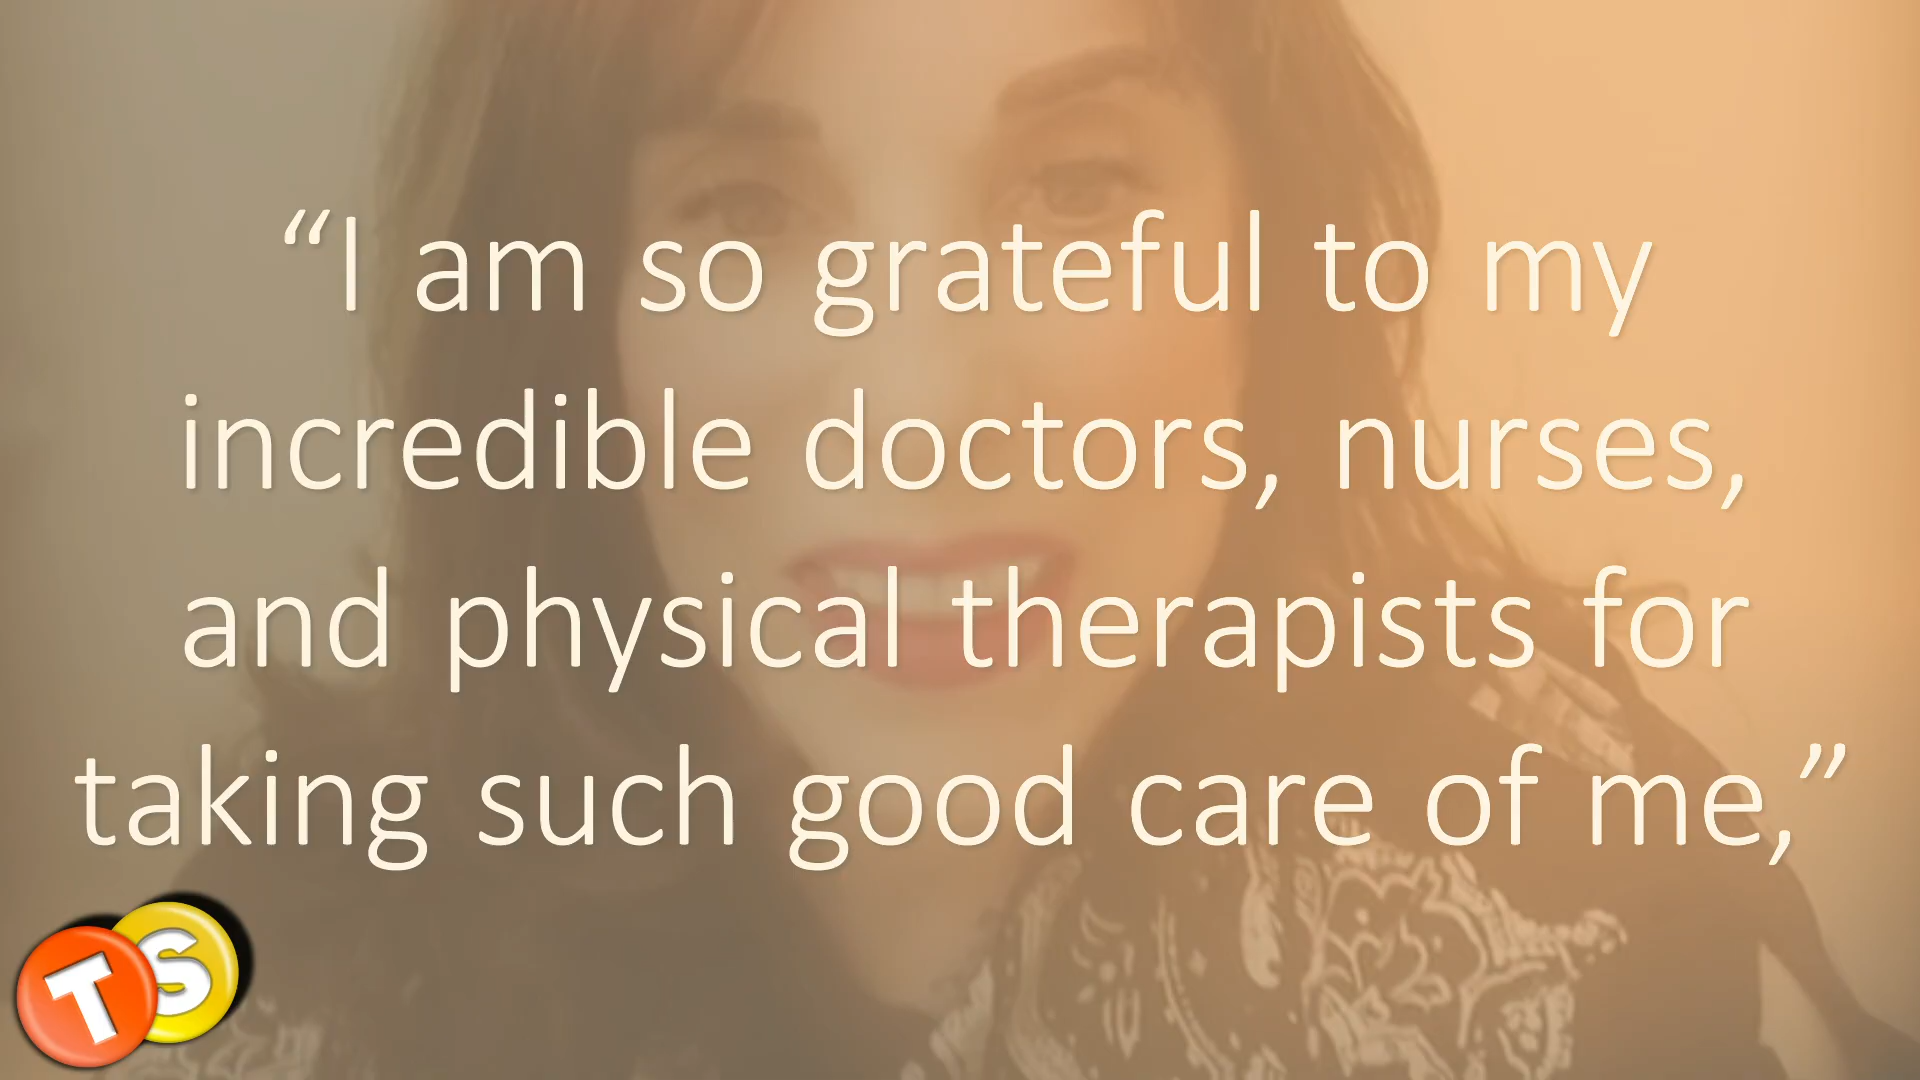 “I am so grateful to my
incredible doctors, nurses,
and physical therapists for
taking such good care of me,”
TS